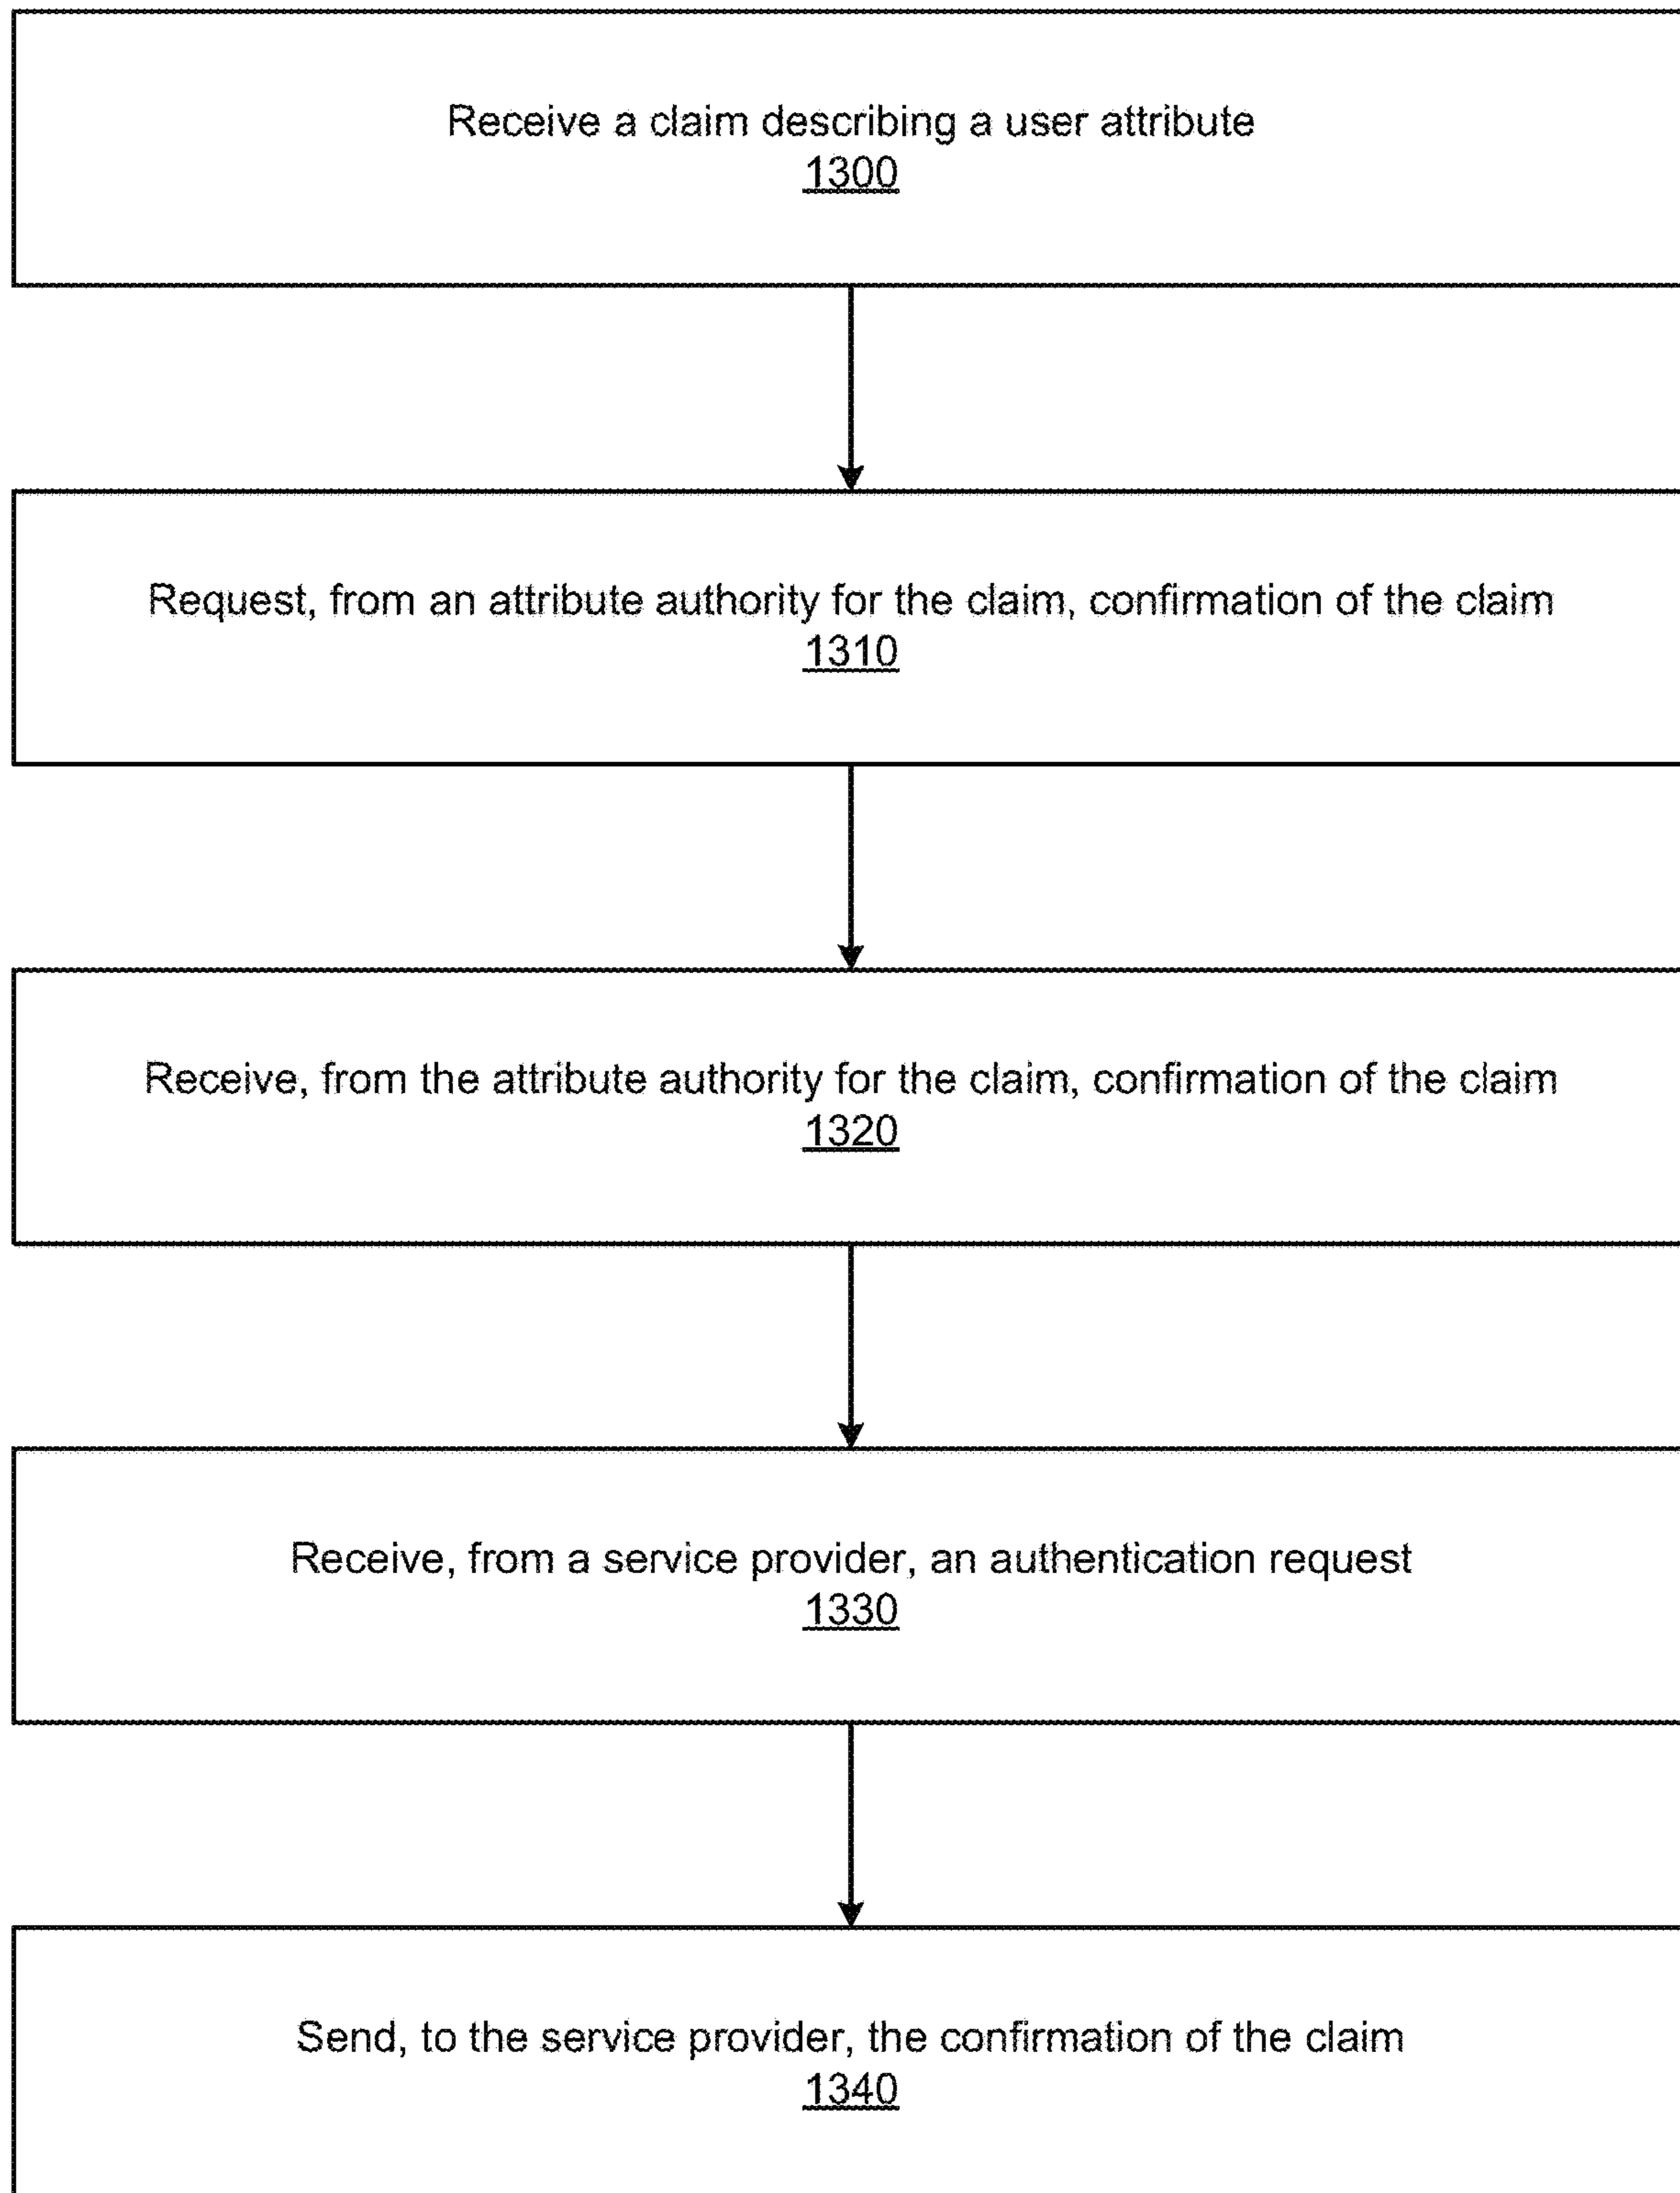 Receive a claim describing a user attribute
1300
Request, from an attribute authority for the claim, confirmation of the claim
1310
Receive, from the attribute authority for the claim, confirmation of the claim
1320
Receive, from a service provider, an authentication request
1330
Send, to the service provider, the confirmation of the claim
1340